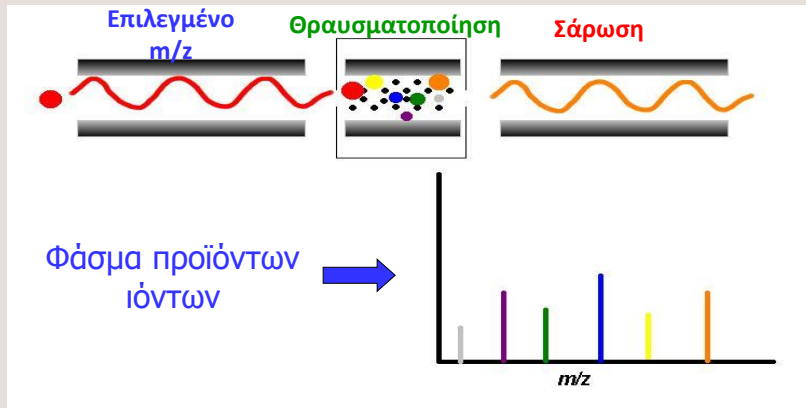 Επιλεγμένο
m/z
Θραυσματοποίηση
Σάρωση
Φάσμα προϊόντων
ιόντων
m/z